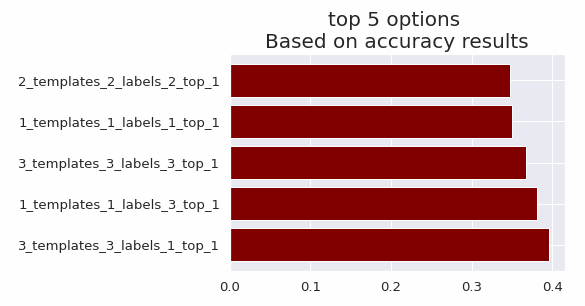 top 5 options
Based on accuracy results
2_templates_2_labels_2_top_1
1_templates_1_labels_1_top_1
3_templates_3_labels_3_top_1
1_templates_1_labels_3_top_1
3_templates_3_labels_1_top_1
0.0 0.1 0.2 0.3 0.4